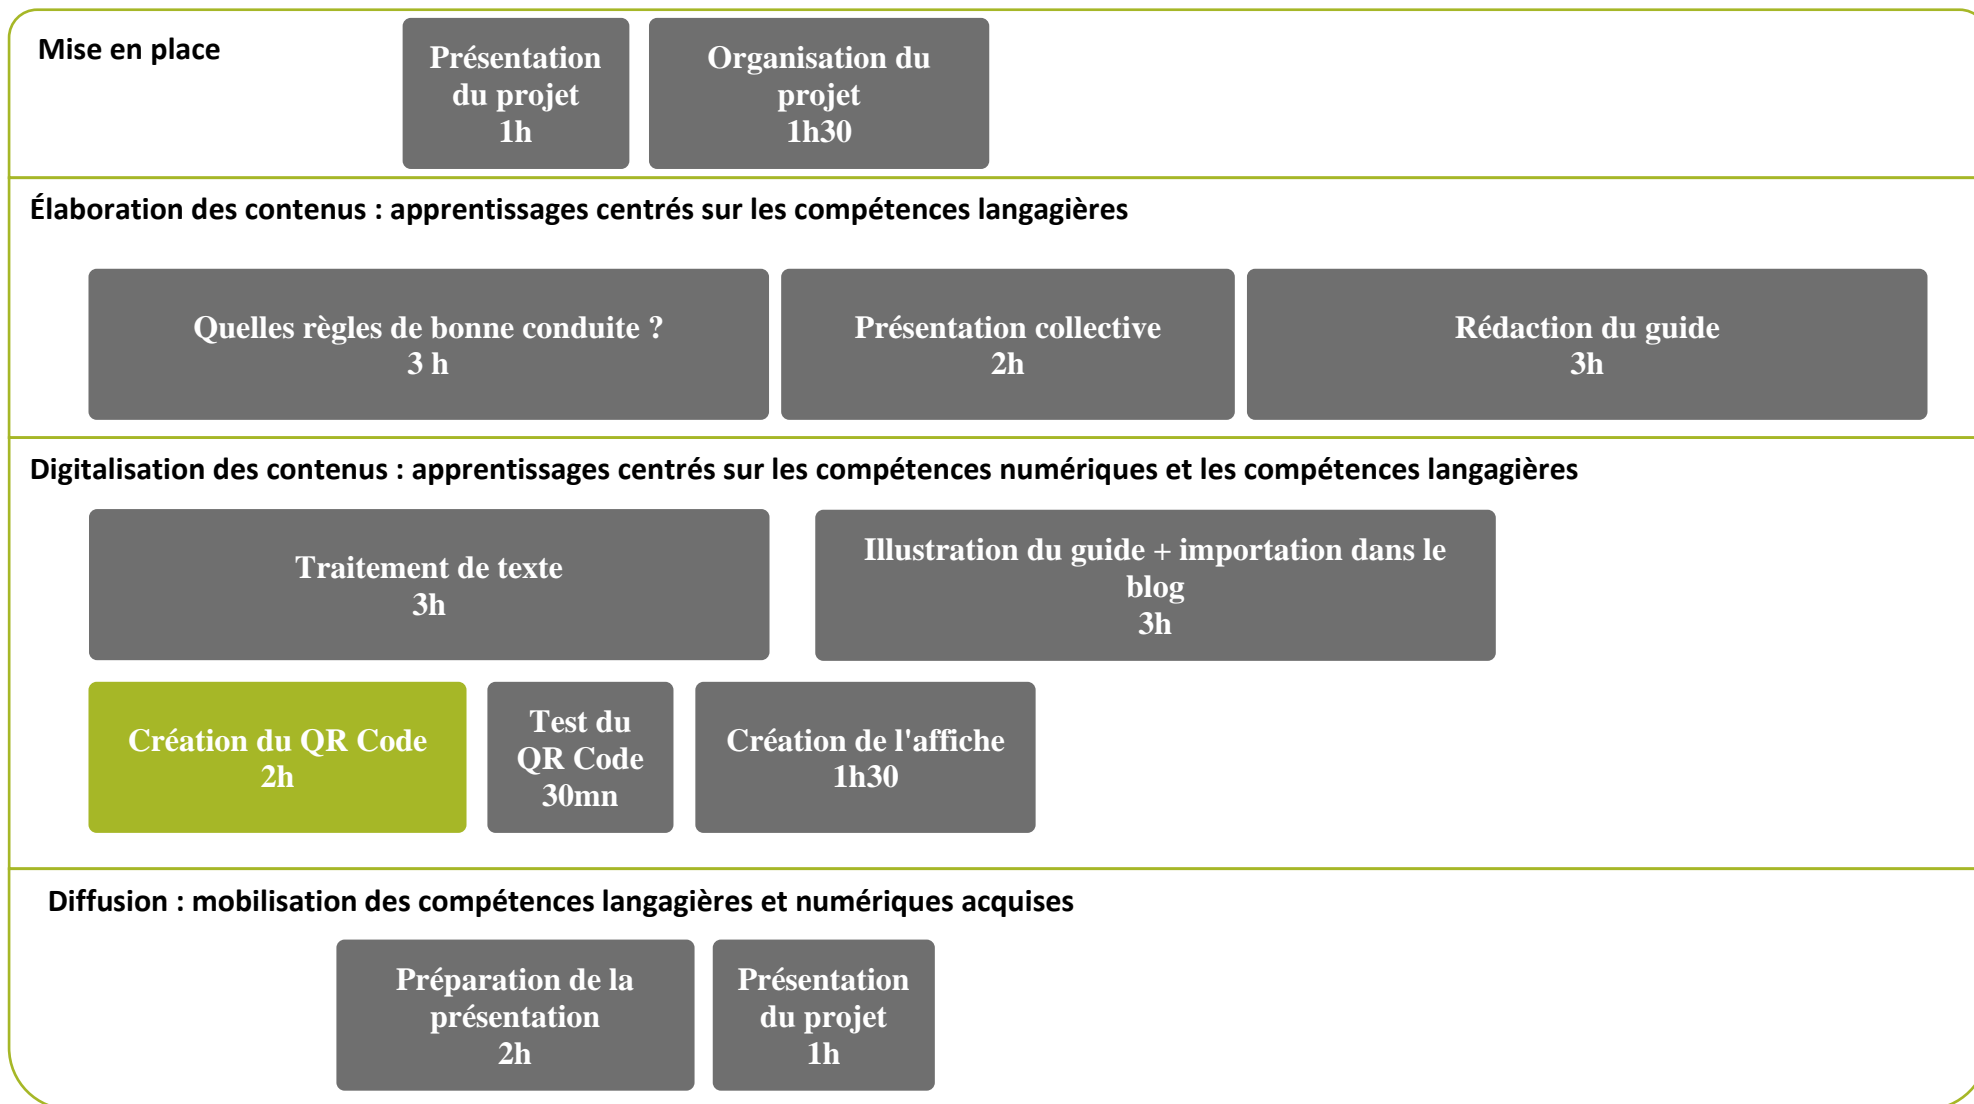 Mise en place
Présentation
du projet
1h
Organisation du
projet
1h30
Élaboration des contenus : apprentissages centrés sur les compétences langagières
Quelles règles de bonne conduite ?
3 h
Présentation collective
2h
Rédaction du guide
3h
Digitalisation des contenus : apprentissages centrés sur les compétences numériques et les compétences langagières
Traitement de texte
3h
Illustration du guide + importation dans le
blog
3h
Création du QR Code
2h
Test du
QR Code
30mn
Création de l'affiche
1h30
Diffusion : mobilisation des compétences langagières et numériques acquises
Préparation de la
présentation
2h
Présentation
du projet
1h